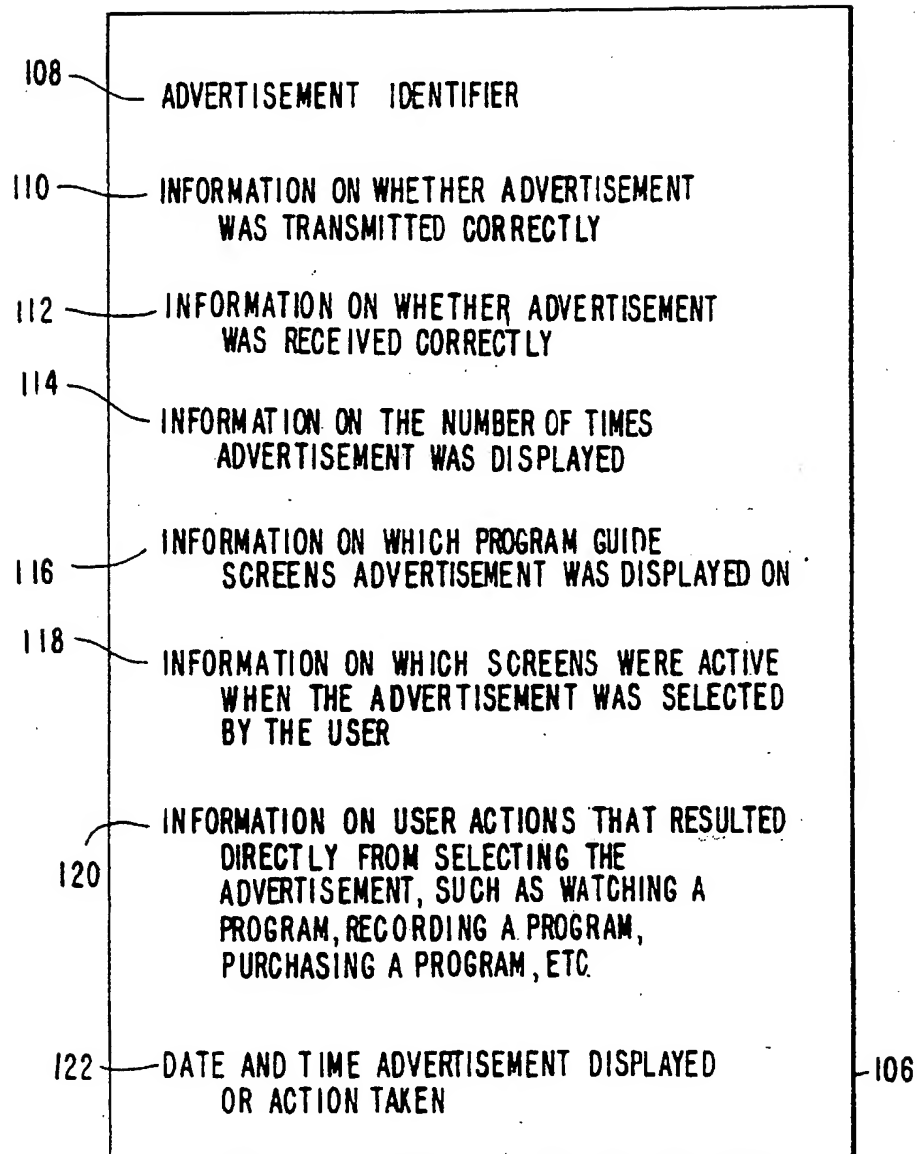 108 ADVERTISEMENT IDENTIFIER
110 INFORMATION ON WHETHER ADVERTISEMENT
WAS TRANSMITTED CORRECTLY
112 INFORMATION ON WHETHER ADVERTISEMENT
WAS RECEIVED CORRECTLY
114 INFORMATION ON THE NUMBER OF TIMES
ADVERTISEMENT WAS DISPLAYED
INFORMATION ON WHICH PROGRAM GUIDE
116 SCREENS ADVERTISEMENT WAS DISPLAYED ON
118 INFORMATION ON WHICH SCREENS WERE ACTIVE
WHEN THE ADVERTISEMENT WAS SELECTED
BY THE USER
INFORMATION ON USER ACTIONS THAT RESULTED
120 DIRECTLY FROM SELECTING THE
ADVERTISEMENT, SUCH AS WATCHING A
PROGRAM, RECORDING A PROGRAM,
PURCHASING A PROGRAM, ETC.
122 DATE AND TIME ADVERTISEMENT DISPLAYED 106
OR ACTION TAKEN